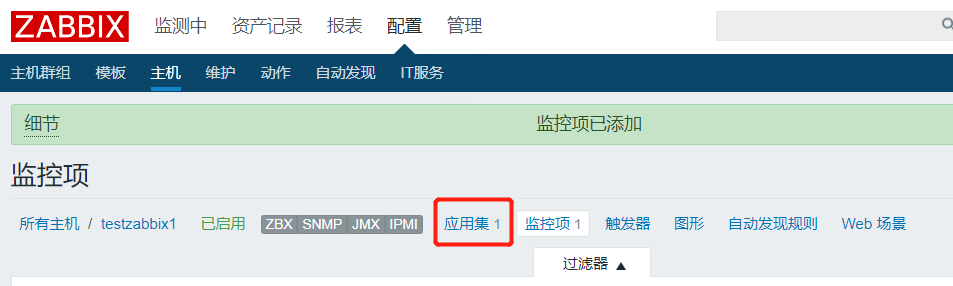 ZABBIX 监测中 资产记录 报表 配置 管理
主机群组 模板 主机 维护 动作 自动发现 IT服务
细节 监控项已添加
监控项
所有主机 / testzabbix1 已启用 ZBX SNMP JMX IPMI 应用集 1 监控项 1 触发器 图形 自动发现规则 Web 场景
过滤器 ▲